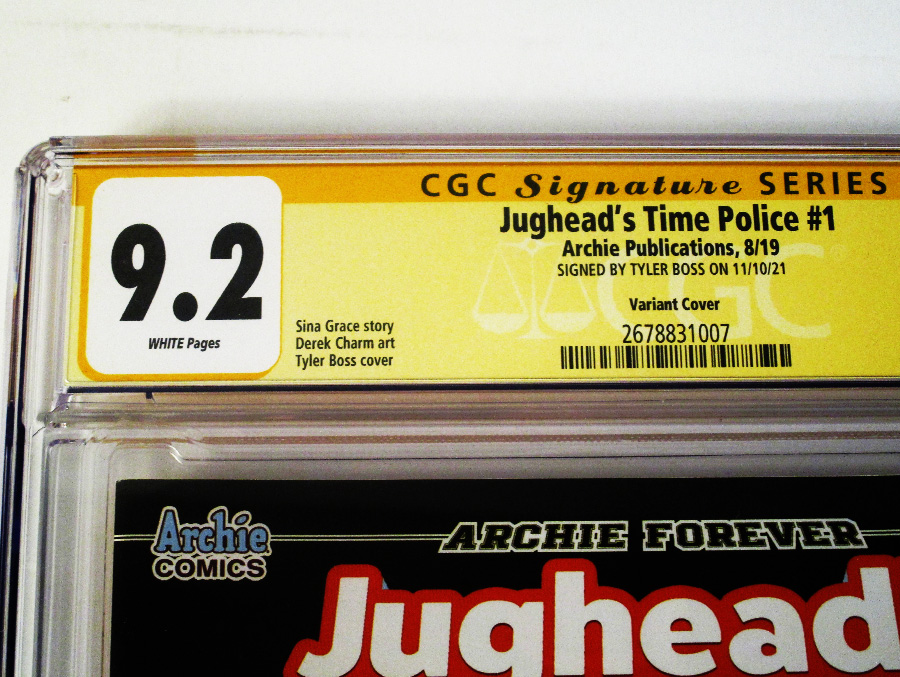 CGC Signature SERIES
Jughead's Time Police #1
Archie Publications, 8/19
SIGNED BY TYLER BOSS ON 11/10/21
Variant Cover
2678831007
9.2
WHITE Pages
Sina Grace story
Derek Charm art
Tyler Boss cover
CGC
Archie
COMICS
ARCHIE FOREVER
Jughead